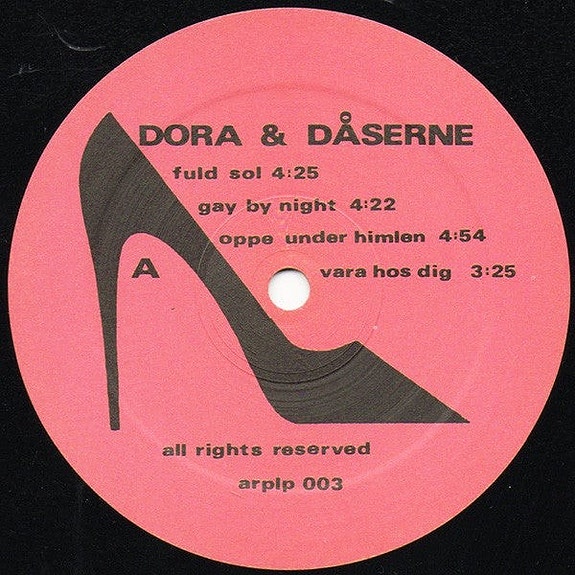 DORA & DÅSERNE
fuld sol 4:25
gay by night 4:22
oppe under himlen 4:54
A
vara hos dig 3:25
all rights reserved
arplp 003